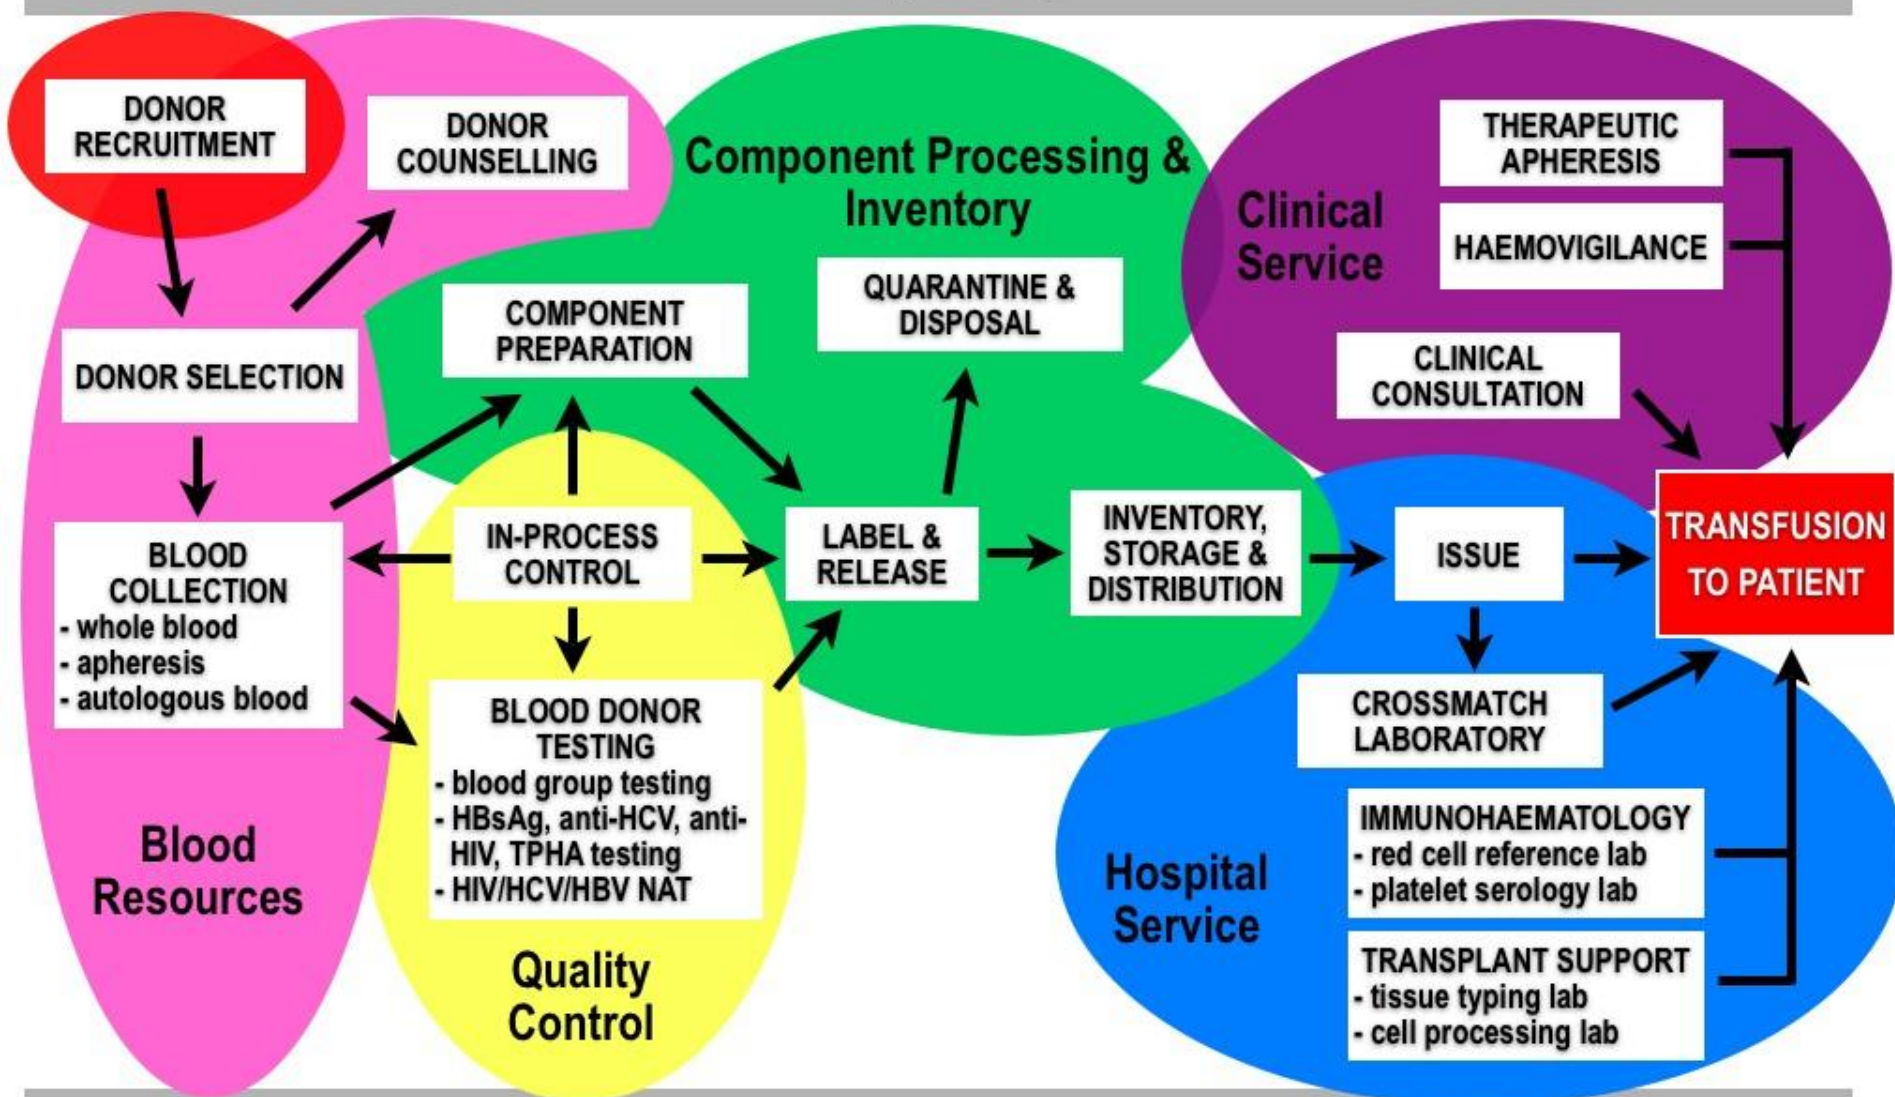 DONOR
RECRUITMENT
DONOR
COUNSELLING
Component Processing &
Inventory
Clinical
Service
THERAPEUTIC
APHERESIS
HAEMOVIGILANCE
QUARANTINE &
DISPOSAL
COMPONENT
PREPARATION
DONOR SELECTION
CLINICAL
CONSULTATION
BLOOD
COLLECTION
- whole blood
- apheresis
- autologous blood
IN-PROCESS
CONTROL
LABEL &
RELEASE
INVENTORY,
STORAGE &
DISTRIBUTION
ISSUE
TRANSFUSION
TO PATIENT
BLOOD DONOR
TESTING
- blood group testing
- HBsAg, anti-HCV, anti-
HIV, TPHA testing
- HIV/HCV/HBV NAT
CROSSMATCH
LABORATORY
IMMUNOHAEMATOLOGY
- red cell reference lab
- platelet serology lab
TRANSPLANT SUPPORT
- tissue typing lab
- cell processing lab
Blood
Resources
Quality
Control
Hospital
Service